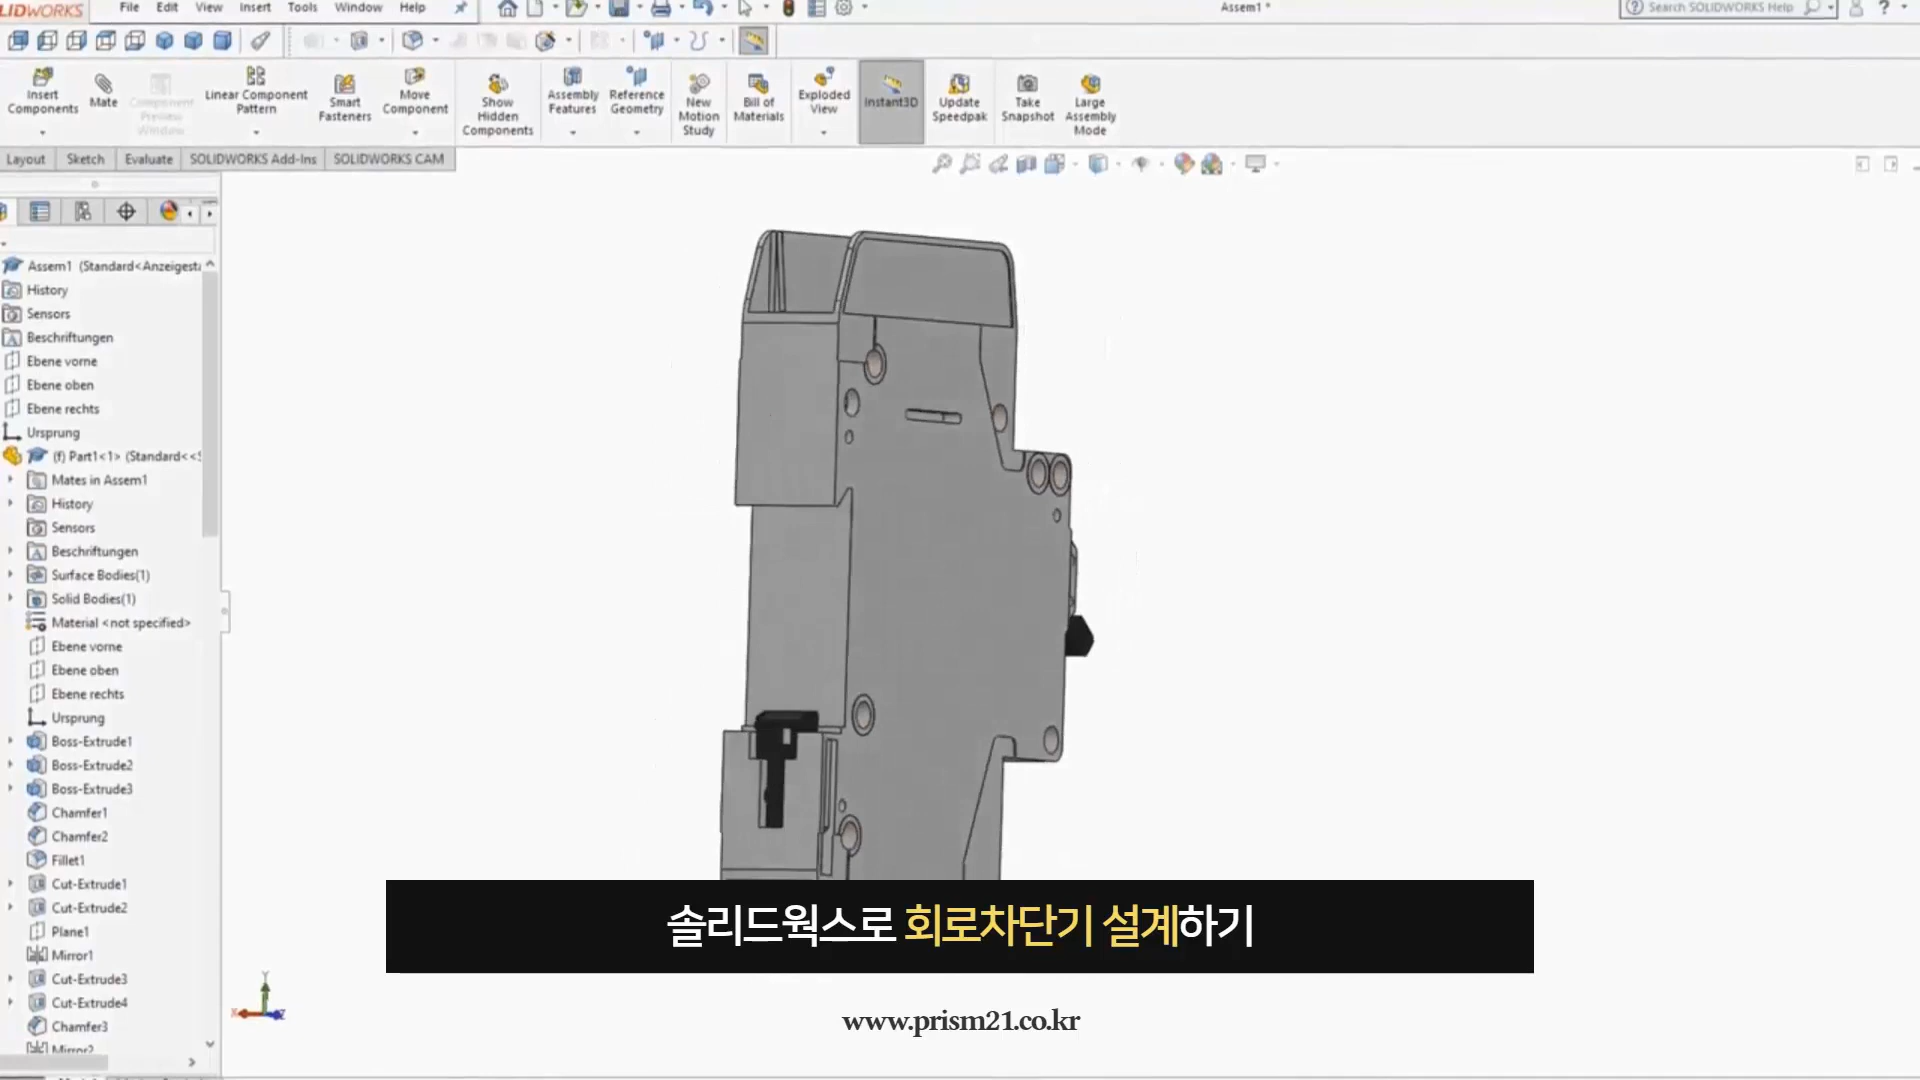 LIDWORKS
File Edit View Insert Tools Window Help
Assem1 *
Search SOLIDWORKS Help
Insert Components
Mate
Component Preview Window
Linear Component Pattern
Smart Fasteners
Move Component
Show Hidden Components
Assembly Features
Reference Geometry
New Motion Study
Bill of Materials
Exploded View
Instant3D
Update Speedpak
Take Snapshot
Large Assembly Mode
Layout Sketch Evaluate SOLIDWORKS Add-Ins SOLIDWORKS CAM
Assem1 (Standard<Anzeigest
History
Sensors
Beschriftungen
Ebene vorne
Ebene oben
Ebene rechts
Ursprung
(f) Part1<1> (Standard<<S
Mates in Assem1
History
Sensors
Beschriftungen
Surface Bodies(1)
Solid Bodies(1)
Material <not specified>
Ebene vorne
Ebene oben
Ebene rechts
Ursprung
Boss-Extrude1
Boss-Extrude2
Boss-Extrude3
Chamfer1
Chamfer2
Fillet1
Cut-Extrude1
Cut-Extrude2
Plane1
Mirror1
Cut-Extrude3
Cut-Extrude4
Chamfer3
Mirror2
Y
X
Z
솔리드웍스로 회로차단기 설계하기
www.prism21.co.kr